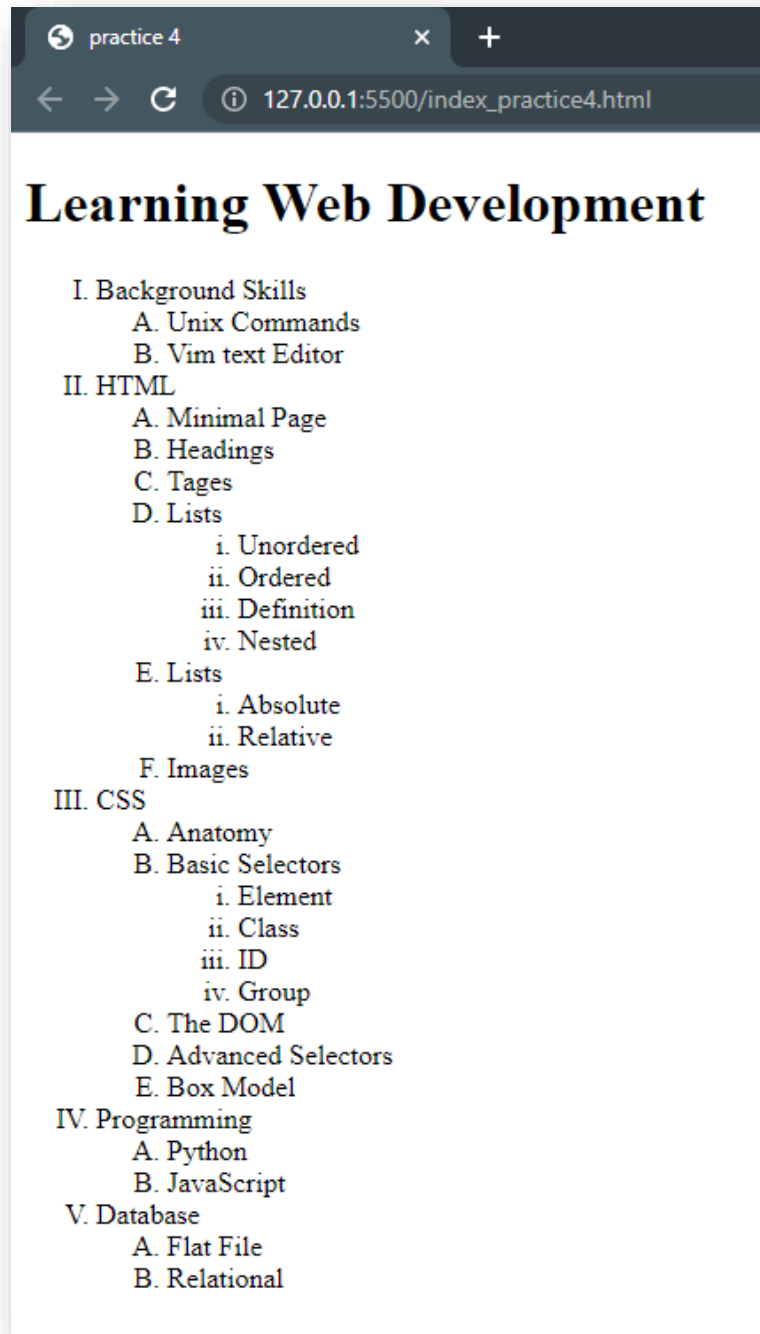 practice 4
127.0.0.1:5500/index_practice4.html
Learning Web Development
I. Background Skills
A. Unix Commands
B. Vim text Editor
II. HTML
A. Minimal Page
B. Headings
C. Tages
D. Lists
i. Unordered
ii. Ordered
iii. Definition
iv. Nested
E. Lists
i. Absolute
ii. Relative
F. Images
III. CSS
A. Anatomy
B. Basic Selectors
i. Element
ii. Class
iii. ID
iv. Group
C. The DOM
D. Advanced Selectors
E. Box Model
IV. Programming
A. Python
B. JavaScript
V. Database
A. Flat File
B. Relational